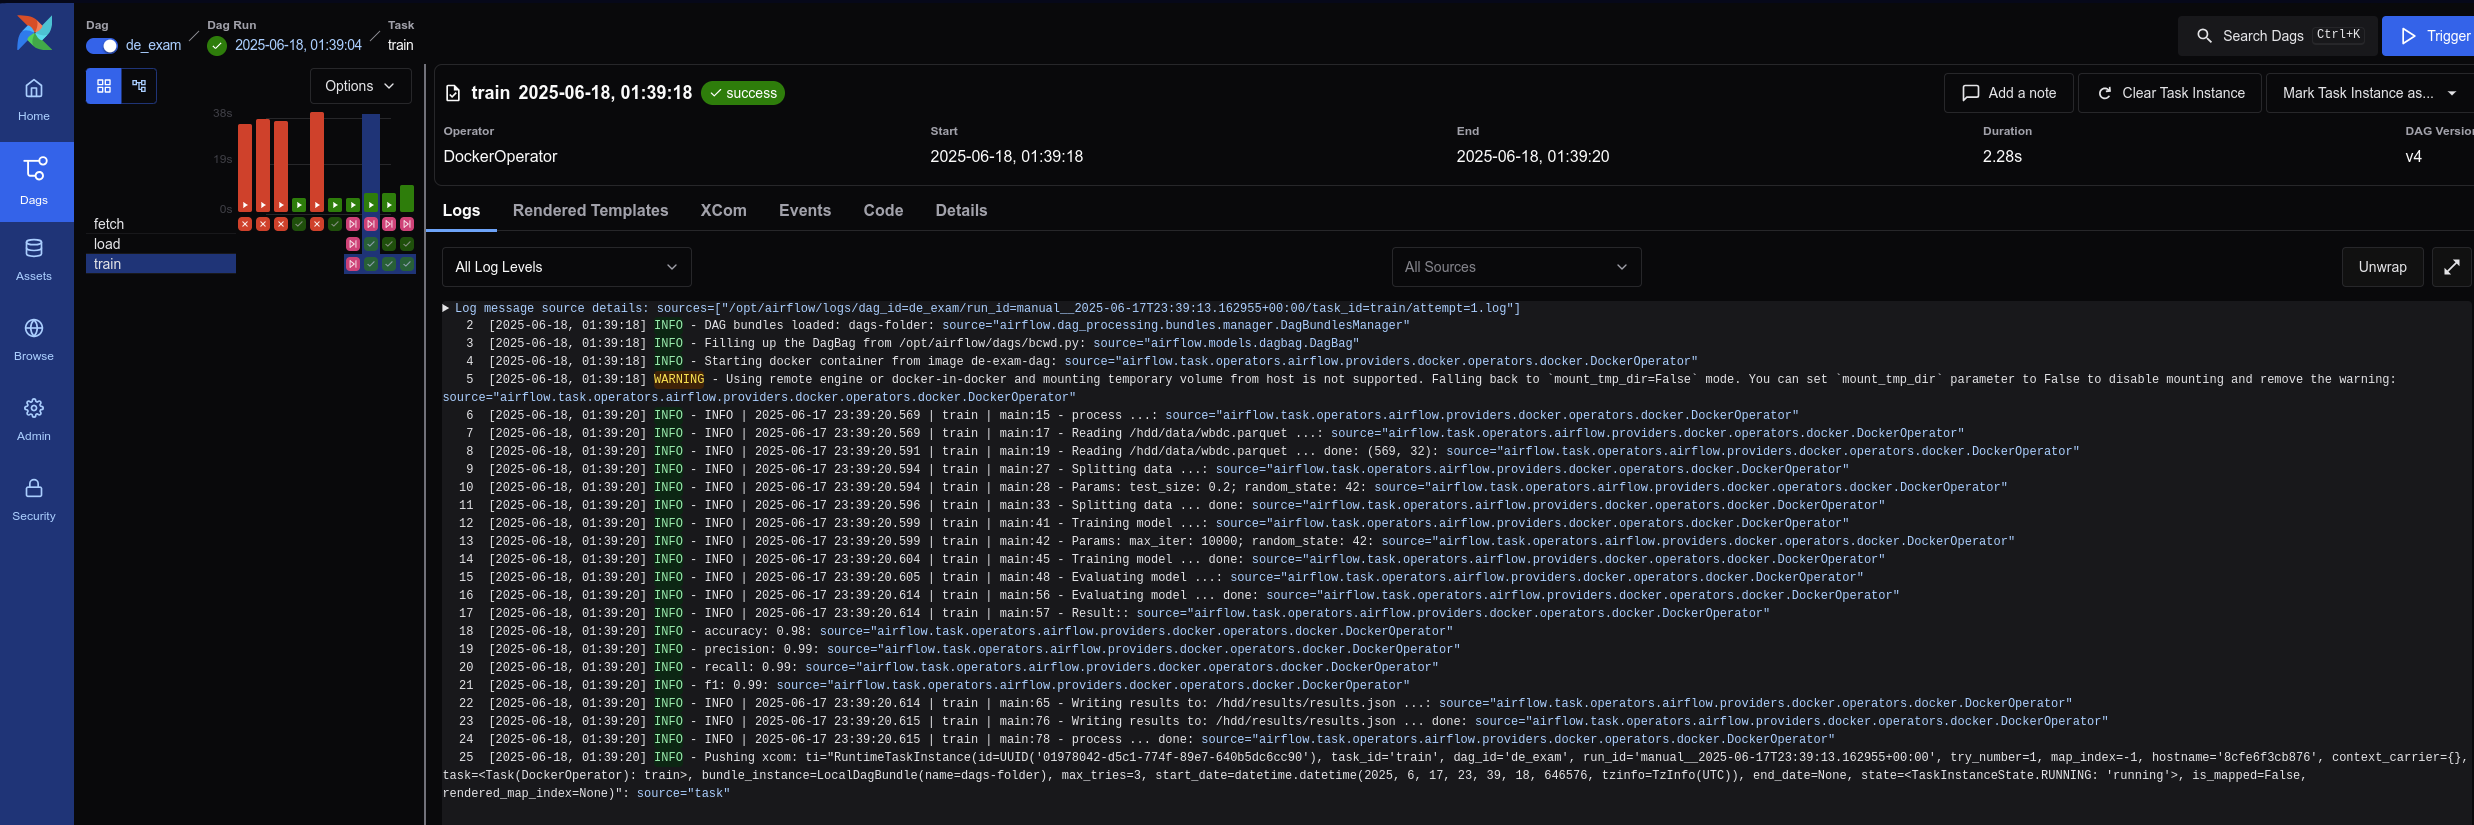 Dag
de_exam
Dag Run
2025-06-18, 01:39:04
Task
train
Search Dags Ctrl+K
Trigger
Home
Dags
Assets
Browse
Admin
Security
Options
38s
19s
0s
fetch
load
train
train 2025-06-18, 01:39:18 success
Add a note
Clear Task Instance
Mark Task Instance as...
Operator
DockerOperator
Start
2025-06-18, 01:39:18
End
2025-06-18, 01:39:20
Duration
2.28s
DAG Version
v4
Logs Rendered Templates XCom Events Code Details
All Log Levels
All Sources
Unwrap
Log message source details: sources=["/opt/airflow/logs/dag_id=de_exam/run_id=manual__2025-06-17T23:39:13.162955+00:00/task_id=train/attempt=1.log"]
2 [2025-06-18, 01:39:18] INFO - DAG bundles loaded: dags-folder: source="airflow.dag_processing.bundles.manager.DagBundlesManager"
3 [2025-06-18, 01:39:18] INFO - Filling up the DagBag from /opt/airflow/dags/bcwd.py: source="airflow.models.dagbag.DagBag"
4 [2025-06-18, 01:39:18] INFO - Starting docker container from image de-exam-dag: source="airflow.task.operators.airflow.providers.docker.operators.docker.DockerOperator"
5 [2025-06-18, 01:39:18] WARNING - Using remote engine or docker-in-docker and mounting temporary volume from host is not supported. Falling back to `mount_tmp_dir=False` mode. You can set `mount_tmp_dir` parameter to False to disable mounting and remove the warning:
source="airflow.task.operators.airflow.providers.docker.operators.docker.DockerOperator"
6 [2025-06-18, 01:39:20] INFO - INFO | 2025-06-17 23:39:20.569 | train | main:15 - process ...: source="airflow.task.operators.airflow.providers.docker.operators.docker.DockerOperator"
7 [2025-06-18, 01:39:20] INFO - INFO | 2025-06-17 23:39:20.569 | train | main:17 - Reading /hdd/data/wbdc.parquet ...: source="airflow.task.operators.airflow.providers.docker.operators.docker.DockerOperator"
8 [2025-06-18, 01:39:20] INFO - INFO | 2025-06-17 23:39:20.591 | train | main:19 - Reading /hdd/data/wbdc.parquet ... done: (569, 32): source="airflow.task.operators.airflow.providers.docker.operators.docker.DockerOperator"
9 [2025-06-18, 01:39:20] INFO - INFO | 2025-06-17 23:39:20.594 | train | main:27 - Splitting data ...: source="airflow.task.operators.airflow.providers.docker.operators.docker.DockerOperator"
10 [2025-06-18, 01:39:20] INFO - INFO | 2025-06-17 23:39:20.594 | train | main:28 - Params: test_size: 0.2; random_state: 42: source="airflow.task.operators.airflow.providers.docker.operators.docker.DockerOperator"
11 [2025-06-18, 01:39:20] INFO - INFO | 2025-06-17 23:39:20.596 | train | main:33 - Splitting data ... done: source="airflow.task.operators.airflow.providers.docker.operators.docker.DockerOperator"
12 [2025-06-18, 01:39:20] INFO - INFO | 2025-06-17 23:39:20.599 | train | main:41 - Training model ...: source="airflow.task.operators.airflow.providers.docker.operators.docker.DockerOperator"
13 [2025-06-18, 01:39:20] INFO - INFO | 2025-06-17 23:39:20.599 | train | main:42 - Params: max_iter: 10000; random_state: 42: source="airflow.task.operators.airflow.providers.docker.operators.docker.DockerOperator"
14 [2025-06-18, 01:39:20] INFO - INFO | 2025-06-17 23:39:20.604 | train | main:45 - Training model ... done: source="airflow.task.operators.airflow.providers.docker.operators.docker.DockerOperator"
15 [2025-06-18, 01:39:20] INFO - INFO | 2025-06-17 23:39:20.605 | train | main:48 - Evaluating model ...: source="airflow.task.operators.airflow.providers.docker.operators.docker.DockerOperator"
16 [2025-06-18, 01:39:20] INFO - INFO | 2025-06-17 23:39:20.614 | train | main:56 - Evaluating model ... done: source="airflow.task.operators.airflow.providers.docker.operators.docker.DockerOperator"
17 [2025-06-18, 01:39:20] INFO - INFO | 2025-06-17 23:39:20.614 | train | main:57 - Result:: source="airflow.task.operators.airflow.providers.docker.operators.docker.DockerOperator"
18 [2025-06-18, 01:39:20] INFO - accuracy: 0.98: source="airflow.task.operators.airflow.providers.docker.operators.docker.DockerOperator"
19 [2025-06-18, 01:39:20] INFO - precision: 0.99: source="airflow.task.operators.airflow.providers.docker.operators.docker.DockerOperator"
20 [2025-06-18, 01:39:20] INFO - recall: 0.99: source="airflow.task.operators.airflow.providers.docker.operators.docker.DockerOperator"
21 [2025-06-18, 01:39:20] INFO - f1: 0.99: source="airflow.task.operators.airflow.providers.docker.operators.docker.DockerOperator"
22 [2025-06-18, 01:39:20] INFO - INFO | 2025-06-17 23:39:20.614 | train | main:65 - Writing results to: /hdd/results/results.json ...: source="airflow.task.operators.airflow.providers.docker.operators.docker.DockerOperator"
23 [2025-06-18, 01:39:20] INFO - INFO | 2025-06-17 23:39:20.615 | train | main:76 - Writing results to: /hdd/results/results.json ... done: source="airflow.task.operators.airflow.providers.docker.operators.docker.DockerOperator"
24 [2025-06-18, 01:39:20] INFO - INFO | 2025-06-17 23:39:20.615 | train | main:78 - process ... done: source="airflow.task.operators.airflow.providers.docker.operators.docker.DockerOperator"
25 [2025-06-18, 01:39:20] INFO - Pushing xcom: ti="RuntimeTaskInstance(id=UUID('01978042-d5c1-774f-89e7-640b5dc6cc90'), task_id='train', dag_id='de_exam', run_id='manual__2025-06-17T23:39:13.162955+00:00', try_number=1, map_index=-1, hostname='8cfe6f3cb876', context_carrier={},
task=<Task(DockerOperator): train>, bundle_instance=LocalDagBundle(name=dags-folder), max_tries=3, start_date=datetime.datetime(2025, 6, 17, 23, 39, 18, 646576, tzinfo=TzInfo(UTC)), end_date=None, state=<TaskInstanceState.RUNNING: 'running'>, is_mapped=False,
rendered_map_index=None)": source="task"